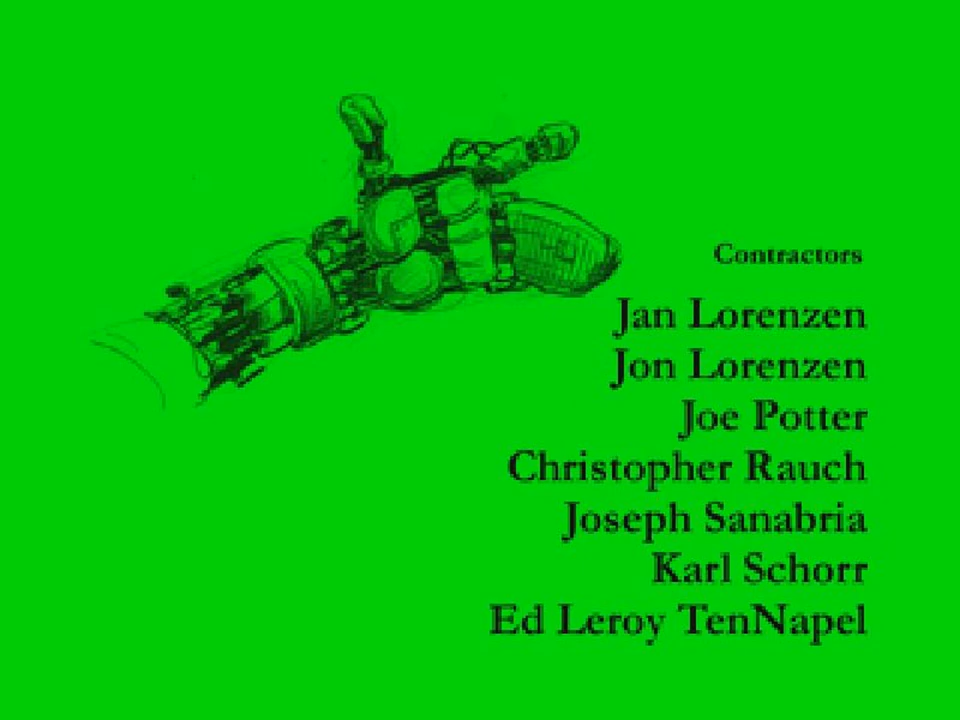 Contractors
Jan Lorenzen
Jon Lorenzen
Joe Potter
Christopher Rauch
Joseph Sanabria
Karl Schorr
Ed Leroy TenNapel